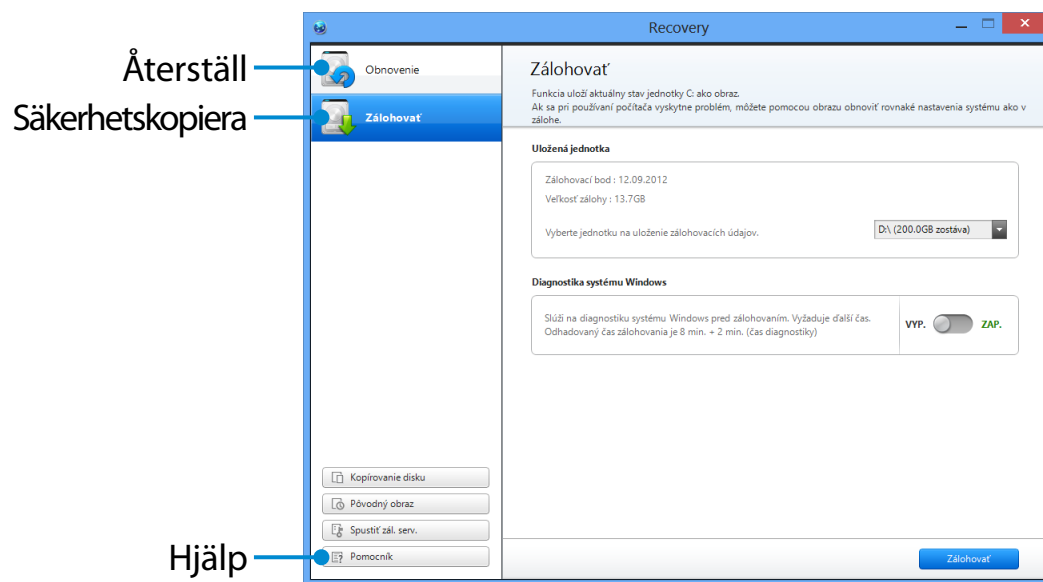 Recovery
Återställ
Säkerhetskopiera
Hjälp
Obnovenie
Zálohovať
Kopírovanie disku
Pôvodný obraz
Spustiť zál. serv.
Pomocník
Zálohovať
Funkcia uloží aktuálny stav jednotky C: ako obraz.
Ak sa pri používaní počítača vyskytne problém, môžete pomocou obrazu obnoviť rovnaké nastavenia systému ako v
zálohe.
Uložená jednotka
Zálohovací bod : 12.09.2012
Veľkosť zálohy : 13.7GB
Vyberte jednotku na uloženie zálohovacích údajov.
D:\ (200.0GB zostáva)
Diagnostika systému Windows
Slúži na diagnostiku systému Windows pred zálohovaním. Vyžaduje ďalší čas.
Odhadovaný čas zálohovania je 8 min. + 2 min. (čas diagnostiky)
VYP. ZAP.
Zálohovať